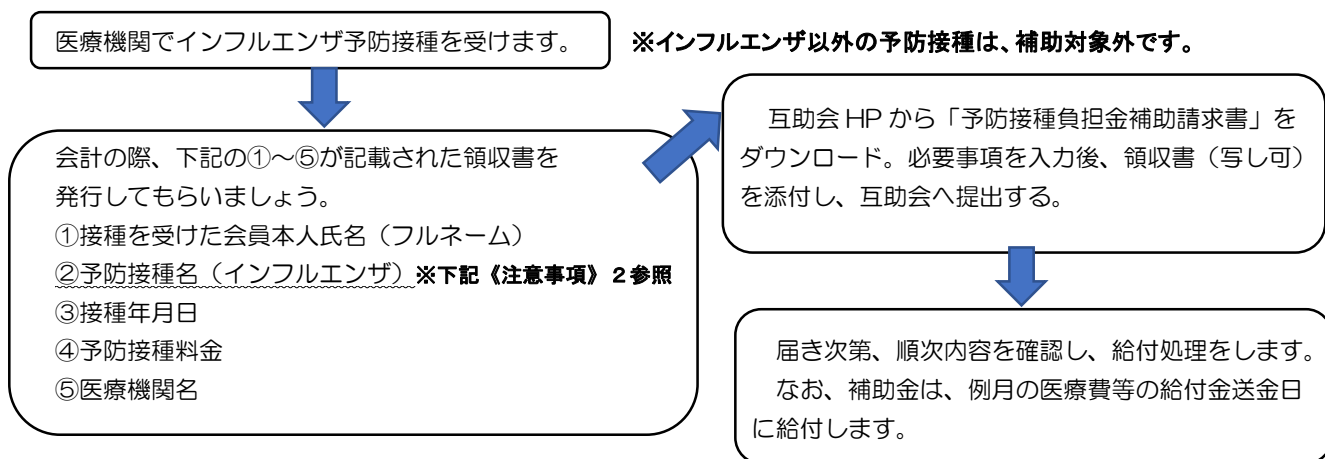 医療機関でインフルエンザ予防接種を受けます。
※インフルエンザ以外の予防接種は、補助対象外です。
会計の際、下記の①～⑤が記載された領収書を
発行してもらいましょう。
①接種を受けた会員本人氏名（フルネーム）
②予防接種名（インフルエンザ）※下記《注意事項》２参照
③接種年月日
④予防接種料金
⑤医療機関名
互助会 HP から「予防接種負担金補助請求書」を
ダウンロード。必要事項を入力後、領収書（写し可）
を添付し、互助会へ提出する。
届き次第、順次内容を確認し、給付処理をします。
なお、補助金は、例月の医療費等の給付金送金日
に給付します。